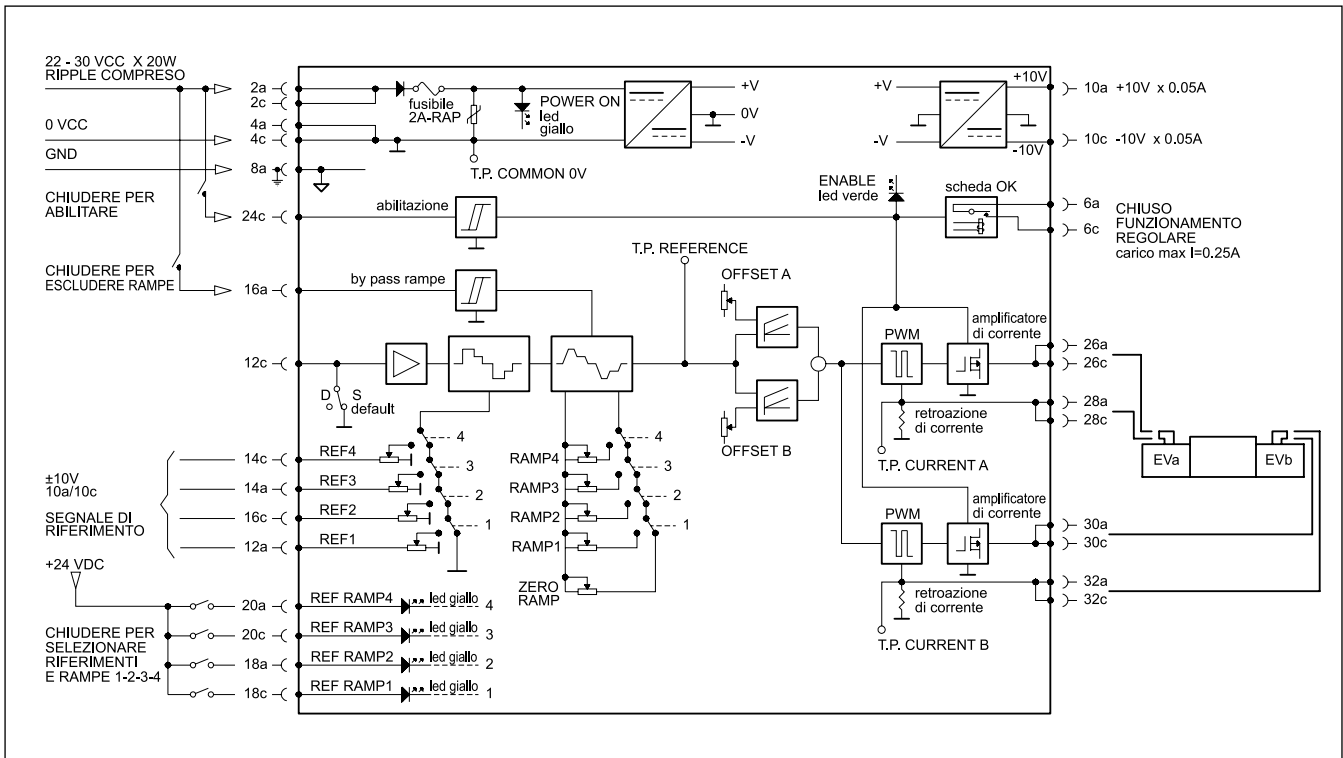 22 - 30 VCC X 20W
RIPPLE COMPRESO
0 VCC
GND
CHIUDERE PER
ABILITARE
CHIUDERE PER
ESCLUDERE RAMPE
2a
2c
4a
4c
8a
24c
16a
12c
fusibile
2A-RAP
POWER ON
led
giallo
T.P. COMMON 0V
+V
0V
-V
+V
-V
+10V
-10V
10a +10V x 0.05A
10c -10V x 0.05A
abilitazione
ENABLE
led verde
scheda OK
6a
6c
CHIUSO
FUNZIONAMENTO
REGOLARE
carico max I=0.25A
by pass rampe
T.P. REFERENCE
OFFSET A
OFFSET B
D
S
default
PWM
amplificatore
di corrente
26a
26c
28a
28c
retroazione
di corrente
T.P. CURRENT A
EVa
EVb
PWM
amplificatore
di corrente
30a
30c
32a
32c
retroazione
di corrente
T.P. CURRENT B
±10V
10a/10c
SEGNALE DI
RIFERIMENTO
14c
REF4
14a
REF3
16c
REF2
12a
REF1
4
3
2
1
RAMP4
RAMP3
RAMP2
RAMP1
ZERO
RAMP
4
3
2
1
+24 VDC
CHIUDERE PER
SELEZIONARE
RIFERIMENTI
E RAMPE 1-2-3-4
20a
REF RAMP4
led giallo
4
20c
REF RAMP3
led giallo
3
18a
REF RAMP2
led giallo
2
18c
REF RAMP1
led giallo
1